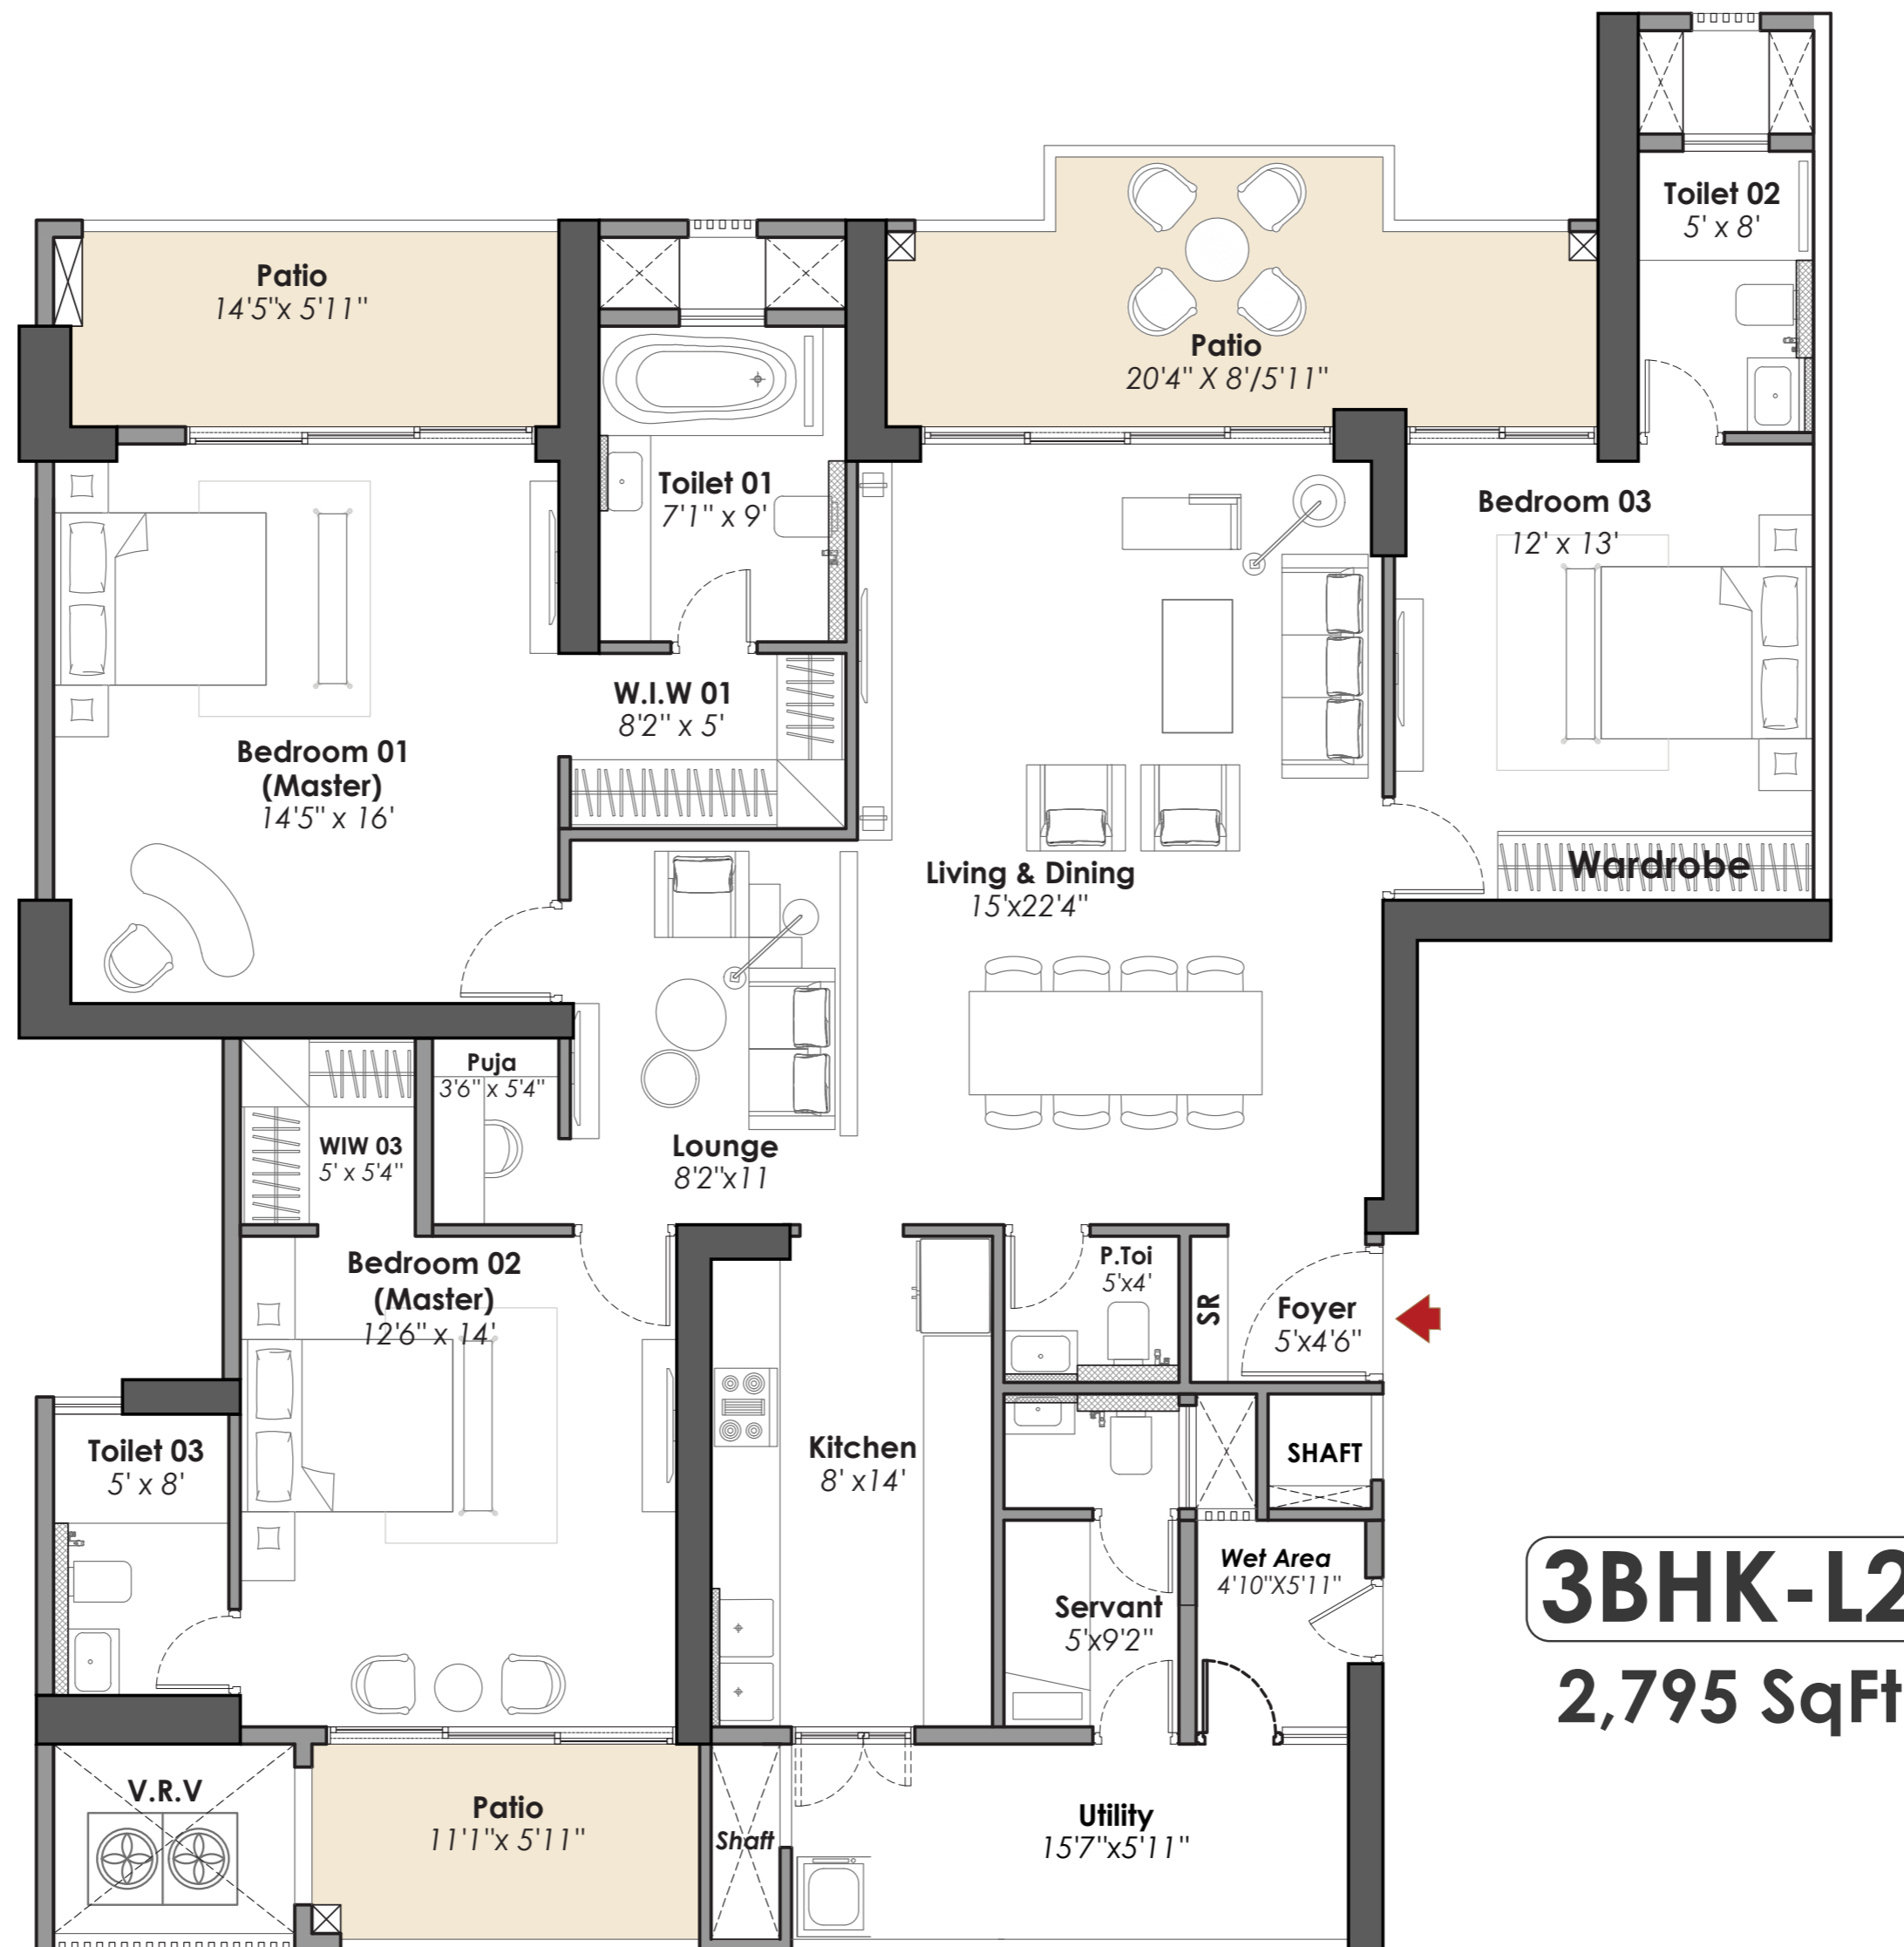 Toilet 02
5' x 8'
Patio
14'5"x 5'11"
Patio
20'4" X 8'/5'11"
Toilet 01
7'1" x 9'
Bedroom 03
12' x 13'
W.I.W 01
8'2" x 5'
Bedroom 01
(Master)
14'5" x 16'
Living & Dining
15'x22'4"
Wardrobe
Puja
3'6" x 5'4"
WIW 03
5' x 5'4"
Lounge
8'2"x11
Bedroom 02
(Master)
12'6" x 14'
P.Toi
5'x4'
SR
Foyer
5'x4'6"
Toilet 03
5' x 8'
Kitchen
8' x14'
SHAFT
Wet Area
4'10"X5'11"
Servant
5'x9'2"
3BHK-L2
2,795 SqFt
V.R.V
Patio
11'1"x 5'11"
Shaft
Utility
15'7"x5'11"